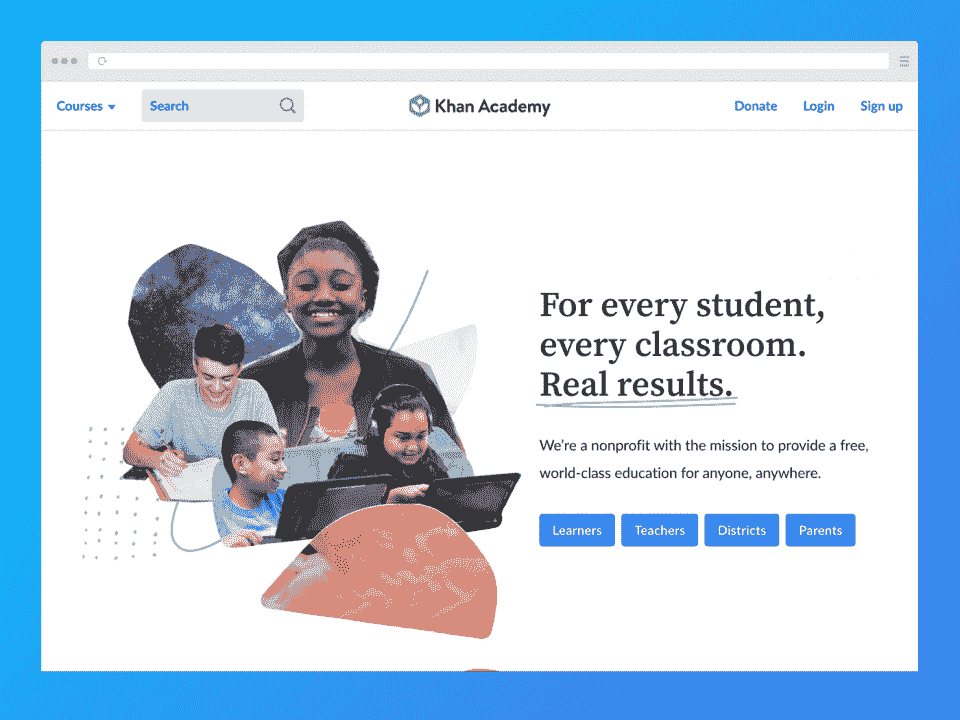 Courses
Search
Khan Academy
Donate
Login
Sign up
For every student,
every classroom.
Real results.
We're a nonprofit with the mission to provide a free,
world-class education for anyone, anywhere.
Learners
Teachers
Districts
Parents